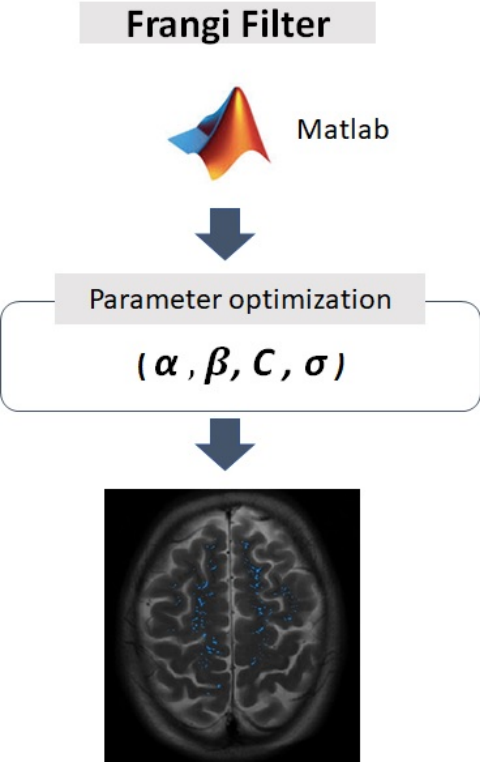 Frangi Filter
Matlab
Parameter optimization
( α , β, C , σ )